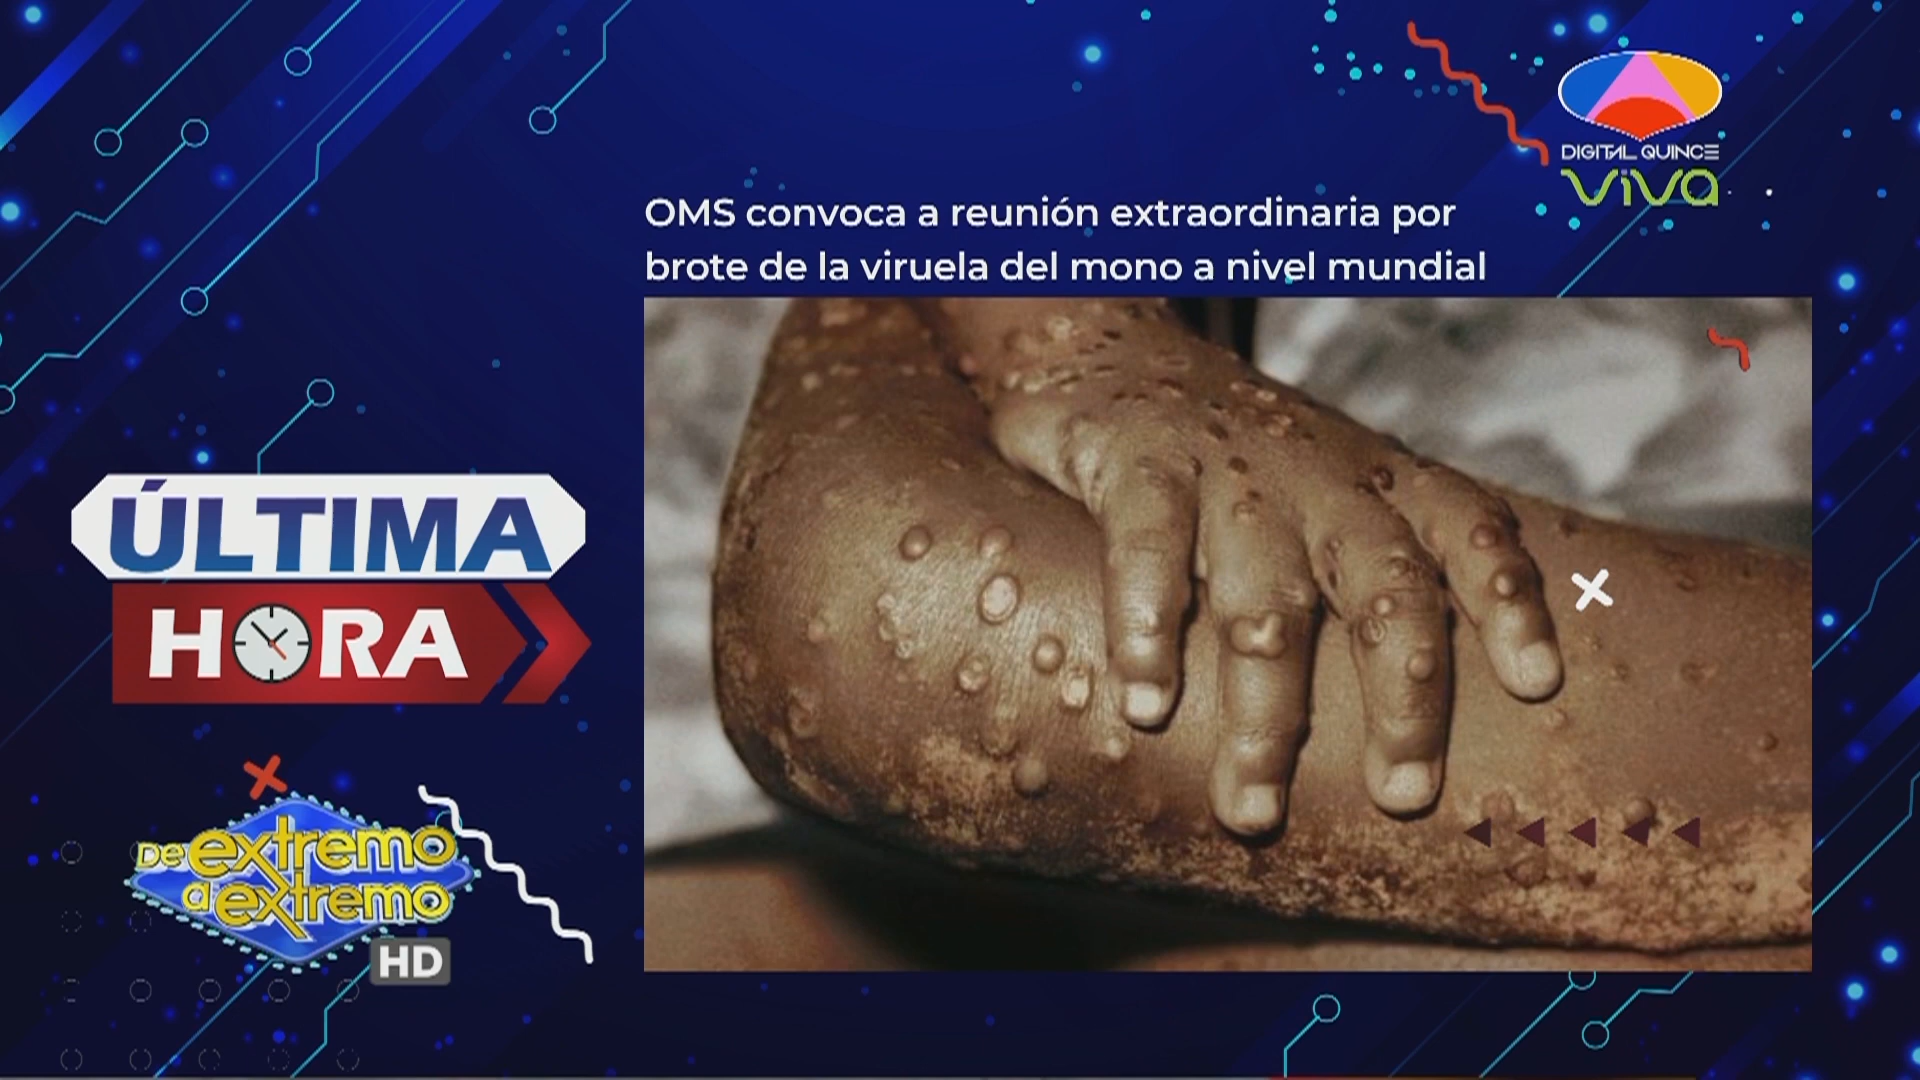 DIGITAL QUINCE
ViVa
OMS convoca a reunión extraordinaria por
brote de la viruela del mono a nivel mundial
ÚLTIMA
HORA
De extremo
a extremo
HD